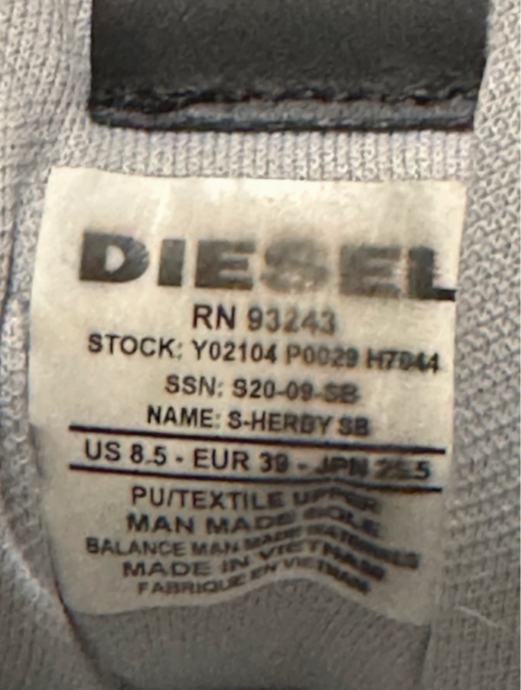 DIESEL
RN 93243
STOCK: Y02104 P0029 H7944
SSN: S20-09-SB
NAME: S-HERBY SB
US 8.5 - EUR 39 - JPN 25.5
PU/TEXTILE UPPER
MAN MADE SOLE
BALANCE MAN MADE MATERIALS
MADE IN VIETNAM
FABRIQUE EN VIETNAM